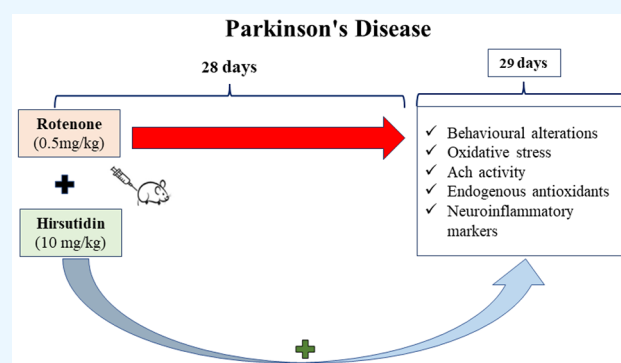 Parkinson's Disease
28 days
29 days
Rotenone
(0.5mg/kg)
Hirsutidin
(10 mg/kg)
✓ Behavioural alterations
✓ Oxidative stress
✓ Ach activity
✓ Endogenous antioxidants
✓ Neuroinflammatory
markers